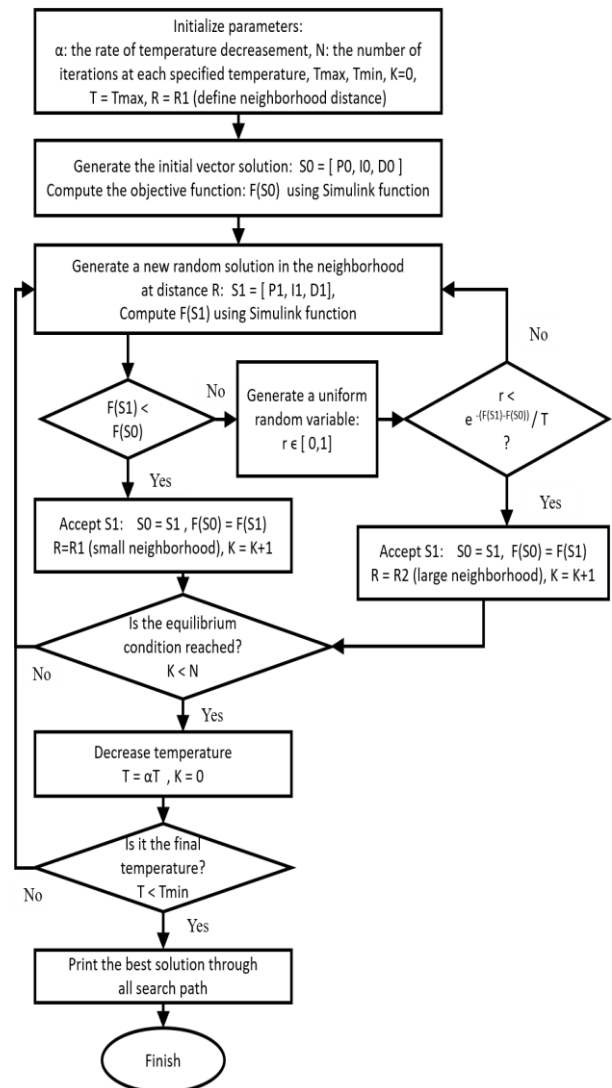 Initialize parameters:
α: the rate of temperature decreasement, N: the number of
iterations at each specified temperature, Tmax, Tmin, K=0,
T = Tmax, R = R1 (define neighborhood distance)
Generate the initial vector solution: S0 = [ P0, I0, D0 ]
Compute the objective function: F(S0) using Simulink function
Generate a new random solution in the neighborhood
at distance R: S1 = [ P1, I1, D1],
Compute F(S1) using Simulink function
F(S1) <
F(S0)
No
Generate a uniform
random variable:
r ϵ [ 0,1]
r <
e -(F(S1)-F(S0)) / T
?
No
Yes
Yes
Accept S1: S0 = S1 , F(S0) = F(S1)
R=R1 (small neighborhood), K = K+1
Accept S1: S0 = S1, F(S0) = F(S1)
R = R2 (large neighborhood), K = K+1
Is the equilibrium
condition reached?
K < N
No
Yes
Decrease temperature
T = αT , K = 0
Is it the final
temperature?
T < Tmin
No
Yes
Print the best solution through
all search path
Finish